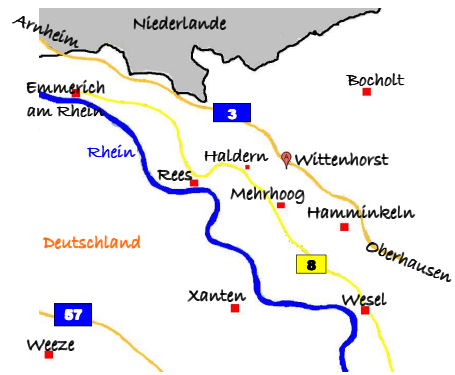 Niederlande
Arnheim
Bocholt
Emmerich
am Rhein
3
Rhein
Haldern
A
Wittenhorst
Rees
Mehrhoog
Hamminkeln
Deutschland
Oberhausen
8
Xanten
Wesel
57
Weeze